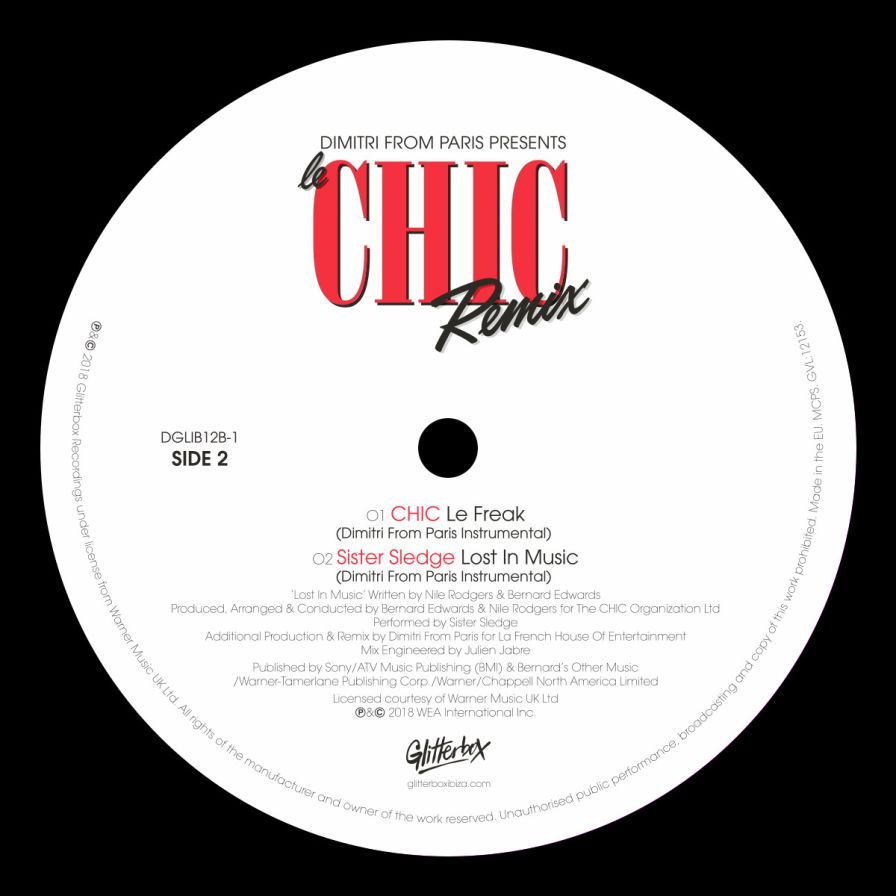 DIMITRI FROM PARIS PRESENTS
le
CHIC
Remix
DGLIB12B-1
SIDE 2
01 CHIC Le Freak
(Dimitri From Paris Instrumental)
02 Sister Sledge Lost In Music
(Dimitri From Paris Instrumental)
'Lost In Music' Written by Nile Rodgers & Bernard Edwards
Produced, Arranged & Conducted by Bernard Edwards & Nile Rodgers for The CHIC Organization Ltd
Performed by Sister Sledge
Additional Production & Remix by Dimitri From Paris for La French House Of Entertainment
Mix Engineered by Julien Jabre
Published by Sony/ATV Music Publishing (BMI) & Bernard's Other Music
/Warner-Tamerlane Publishing Corp. /Warner/Chappell North America Limited
Licensed courtesy of Warner Music UK Ltd
℗&© 2018 WEA International Inc.
Glitterbox
glitterboxibiza.com
℗&© 2018 Glitterbox Recordings under license from Warner Music UK Ltd. All rights of the manufacturer and owner of the work reserved. Unauthorised public performance, broadcasting and copy of this work prohibited. Made in the EU. MCPS. GVL:12153.